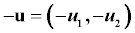 −u = (−u₁, −u₂)